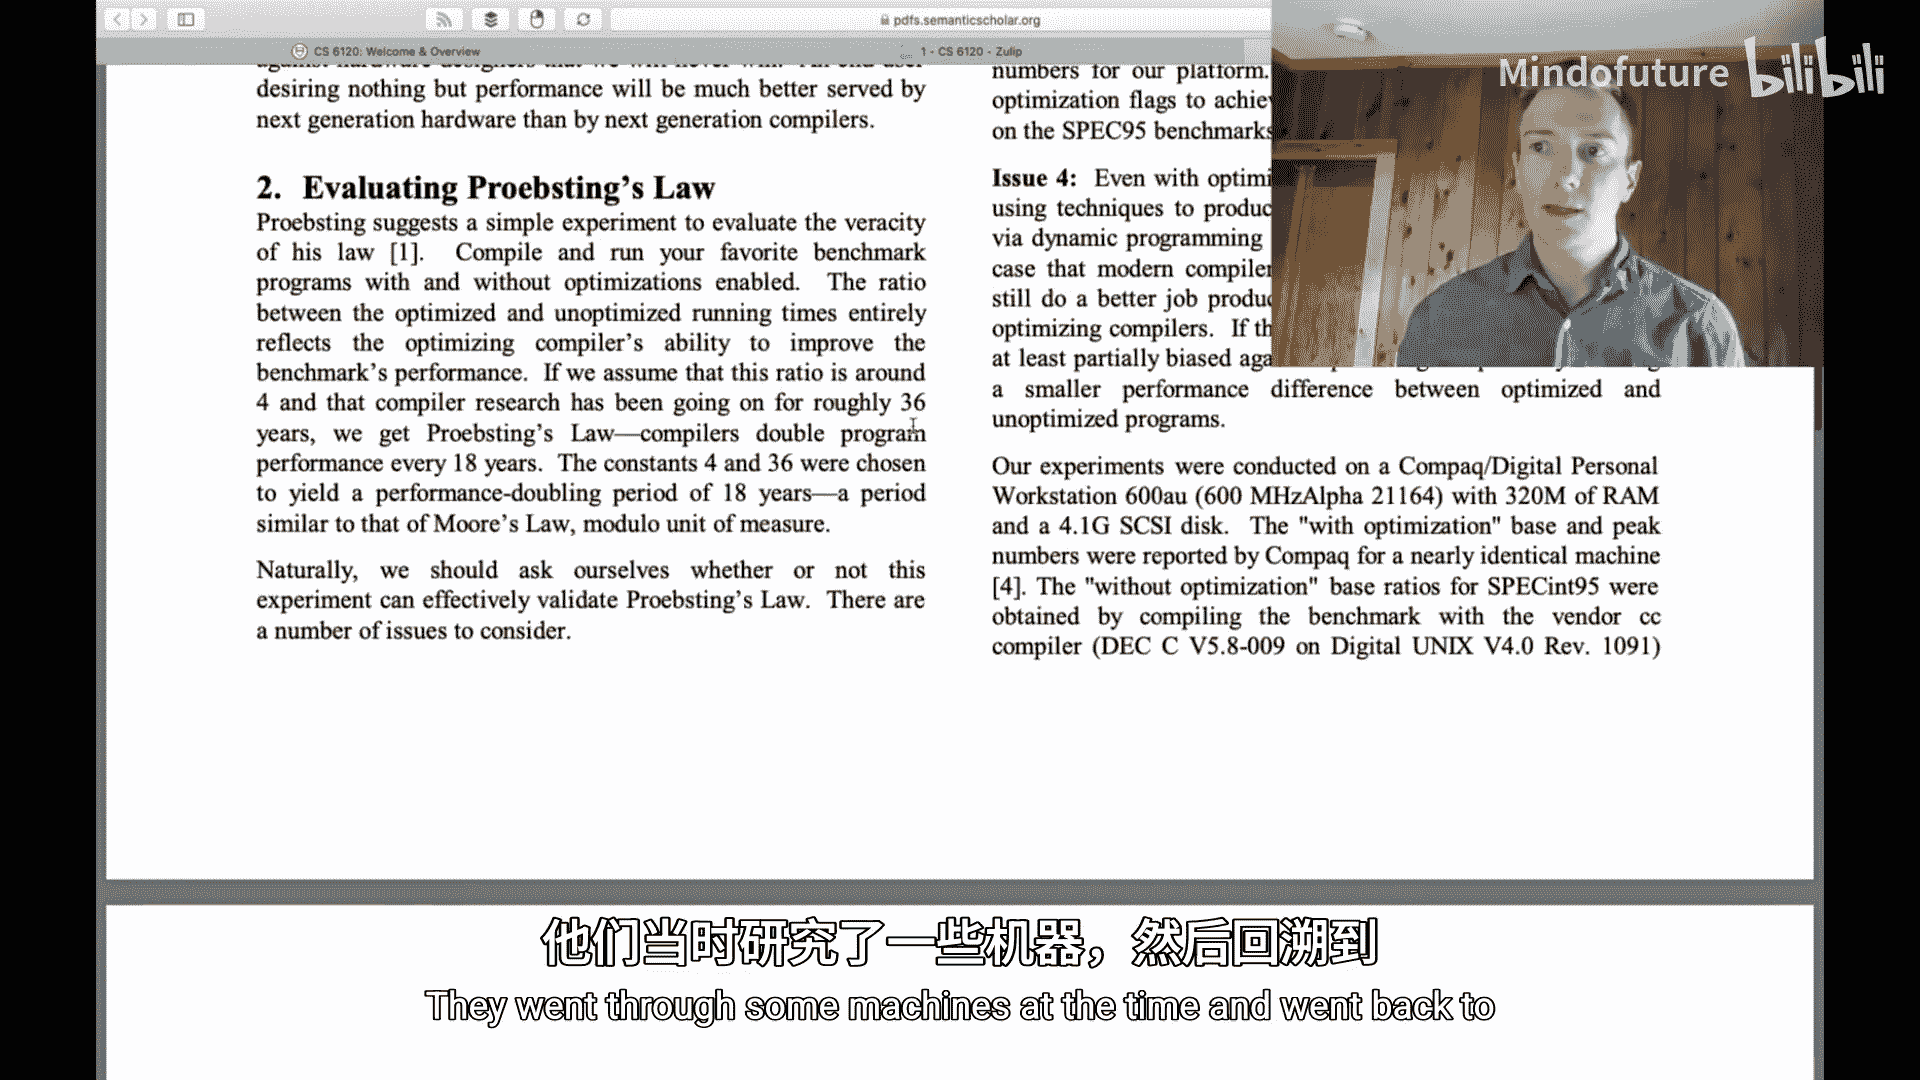 pdfs.semanticscholar.org
CS 6120: Welcome & Overview
1 - CS 6120 - Zulip
Mindofuture bilibili
desiring nothing but performance will be much better served by
next generation hardware than by next generation compilers.
2. Evaluating Proebsting's Law
Proebsting suggests a simple experiment to evaluate the veracity
of his law [1]. Compile and run your favorite benchmark
programs with and without optimizations enabled. The ratio
between the optimized and unoptimized running times entirely
reflects the optimizing compiler's ability to improve the
benchmark's performance. If we assume that this ratio is around
4 and that compiler research has been going on for roughly 36
years, we get Proebsting's Law—compilers double program
performance every 18 years. The constants 4 and 36 were chosen
to yield a performance-doubling period of 18 years—a period
similar to that of Moore's Law, modulo unit of measure.
Naturally, we should ask ourselves whether or not this
experiment can effectively validate Proebsting's Law. There are
a number of issues to consider.
numbers for our platform.
optimization flags to
on the SPEC95 benchmarks
Issue 4: Even with
using techniques to
via dynamic programming
case that modern
still do a better job
optimizing compilers. If
at least partially biased
a smaller performance difference between optimized and
unoptimized programs.
Our experiments were conducted on a Compaq/Digital Personal
Workstation 600au (600 MHzAlpha 21164) with 320M of RAM
and a 4.1G SCSI disk. The "with optimization" base and peak
numbers were reported by Compaq for a nearly identical machine
[4]. The "without optimization" base ratios for SPECint95 were
obtained by compiling the benchmark with the vendor cc
compiler (DEC C V5.8-009 on Digital UNIX V4.0 Rev. 1091)
他们当时研究了一些机器，然后回溯到
They went through some machines at the time and went back to